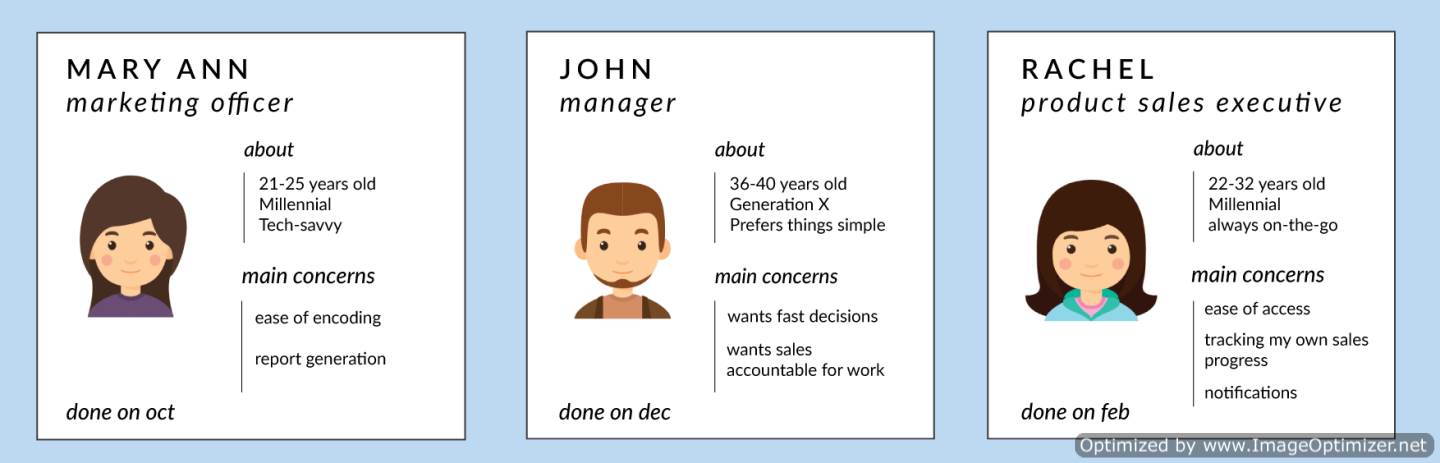 MARY ANN
marketing officer
about
21-25 years old
Millennial
Tech-savvy
main concerns
ease of encoding
report generation
done on oct
JOHN
manager
about
36-40 years old
Generation X
Prefers things simple
main concerns
wants fast decisions
wants sales
accountable for work
done on dec
RACHEL
product sales executive
about
22-32 years old
Millennial
always on-the-go
main concerns
ease of access
tracking my own sales
progress
notifications
done on feb
Optimized by www.ImageOptimizer.net